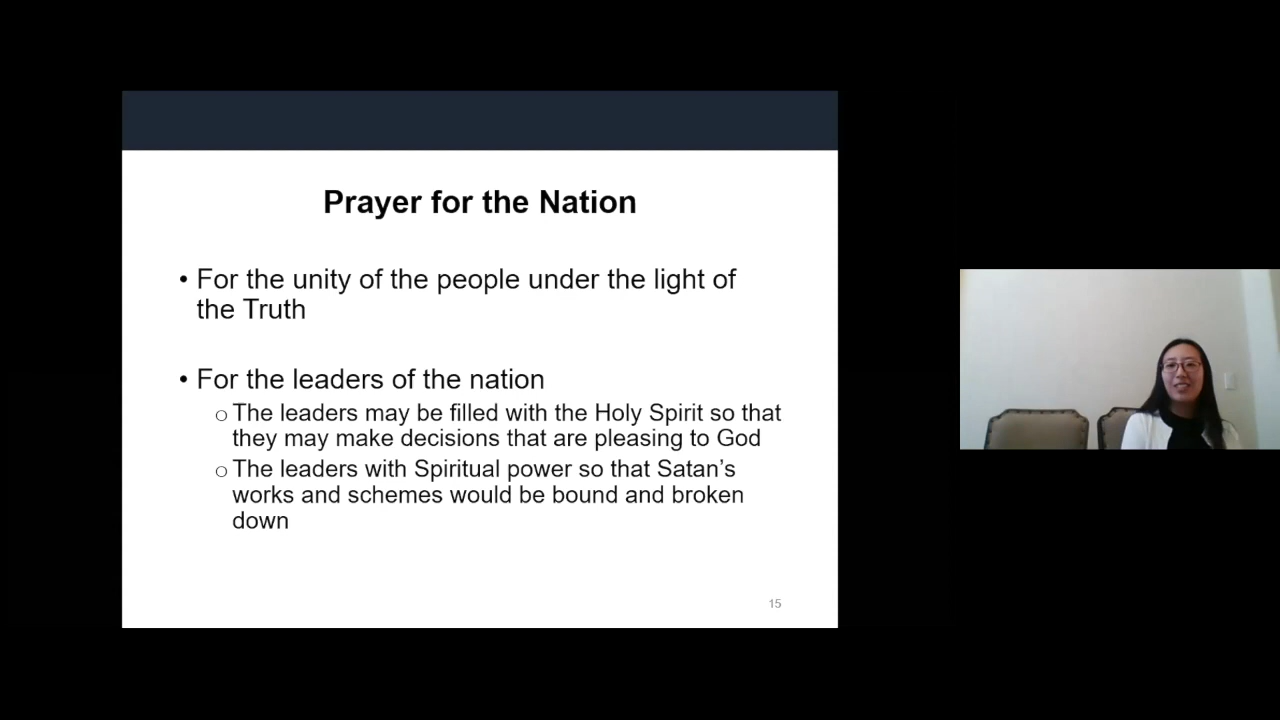 Prayer for the Nation
• For the unity of the people under the light of
the Truth
• For the leaders of the nation
o The leaders may be filled with the Holy Spirit so that
they may make decisions that are pleasing to God
o The leaders with Spiritual power so that Satan’s
works and schemes would be bound and broken
down
15